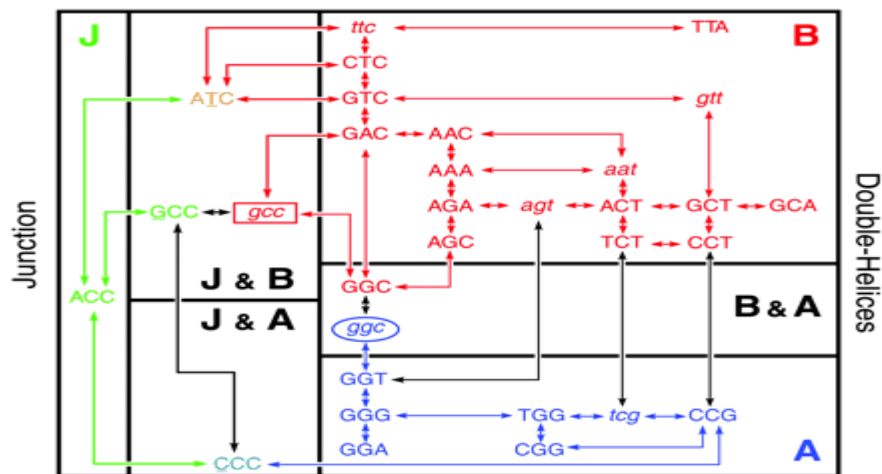 J ttc TTA B
CTC
ATC GTC gtt
GAC AAC
AAA aat
GCC gcc AGA agt ACT GCT GCA
AGC TCT CCT
Junction
Double-Helices
J & B
ACC GGC
J & A ggc B & A
GGT
GGG TGG tcg CCG
GGA CGG A
CCC